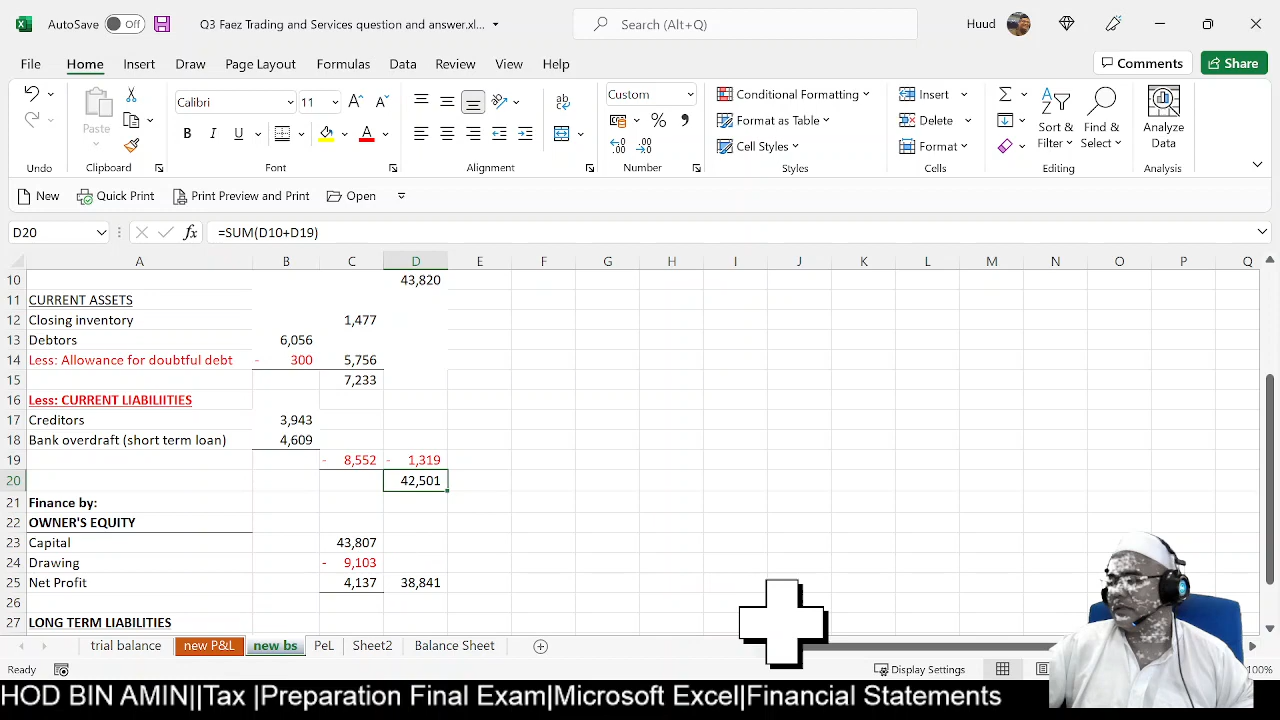 AutoSave Off Q3 Faez Trading and Services question and answer.xl... Search (Alt+Q) Huud
File Home Insert Draw Page Layout Formulas Data Review View Help Comments Share
Paste Calibri 11 Custom Conditional Formatting Insert Sort & Find & Analyze
B I U % Format as Table Delete Filter Select Data
Cell Styles Format
Undo Clipboard Font Alignment Number Styles Cells Editing Analysis
New Quick Print Print Preview and Print Open
D20 fx =SUM(D10+D19)
A B C D E F G H I J K L M N O P Q
10 43,820
11 CURRENT ASSETS
12 Closing inventory 1,477
13 Debtors 6,056
14 Less: Allowance for doubtful debt - 300 5,756
15 7,233
16 Less: CURRENT LIABILIITIES
17 Creditors 3,943
18 Bank overdraft (short term loan) 4,609
19 - 8,552 - 1,319
20 42,501
21 Finance by:
22 OWNER'S EQUITY
23 Capital 43,807
24 Drawing - 9,103
25 Net Profit 4,137 38,841
26
27 LONG TERM LIABILITIES
trial balance new P&L new bs PeL Sheet2 Balance Sheet
Ready Display Settings 100%
HOD BIN AMIN||Tax |Preparation Final Exam|Microsoft Excel|Financial Statements